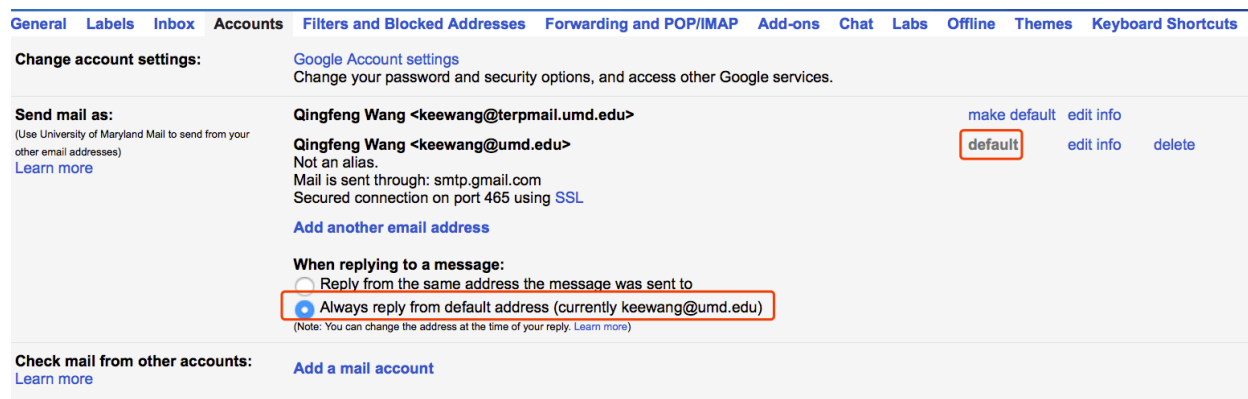 General Labels Inbox Accounts Filters and Blocked Addresses Forwarding and POP/IMAP Add-ons Chat Labs Offline Themes Keyboard Shortcuts
Change account settings:
Google Account settings
Change your password and security options, and access other Google services.
Send mail as:
(Use University of Maryland Mail to send from your
other email addresses)
Learn more
Qingfeng Wang <keewang@terpmail.umd.edu> make default edit info
Qingfeng Wang <keewang@umd.edu> default edit info delete
Not an alias.
Mail is sent through: smtp.gmail.com
Secured connection on port 465 using SSL
Add another email address
When replying to a message:
Reply from the same address the message was sent to
Always reply from default address (currently keewang@umd.edu)
(Note: You can change the address at the time of your reply. Learn more)
Check mail from other accounts:
Learn more
Add a mail account